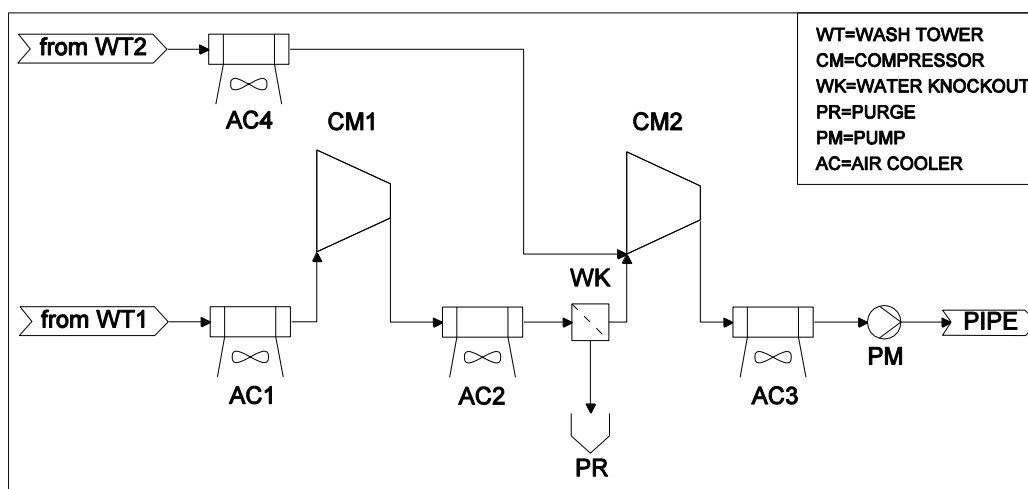 from WT2
AC4
CM1
CM2
WT=WASH TOWER
CM=COMPRESSOR
WK=WATER KNOCKOUT
PR=PURGE
PM=PUMP
AC=AIR COOLER
WK
from WT1
AC1
AC2
AC3
PM
PIPE
PR